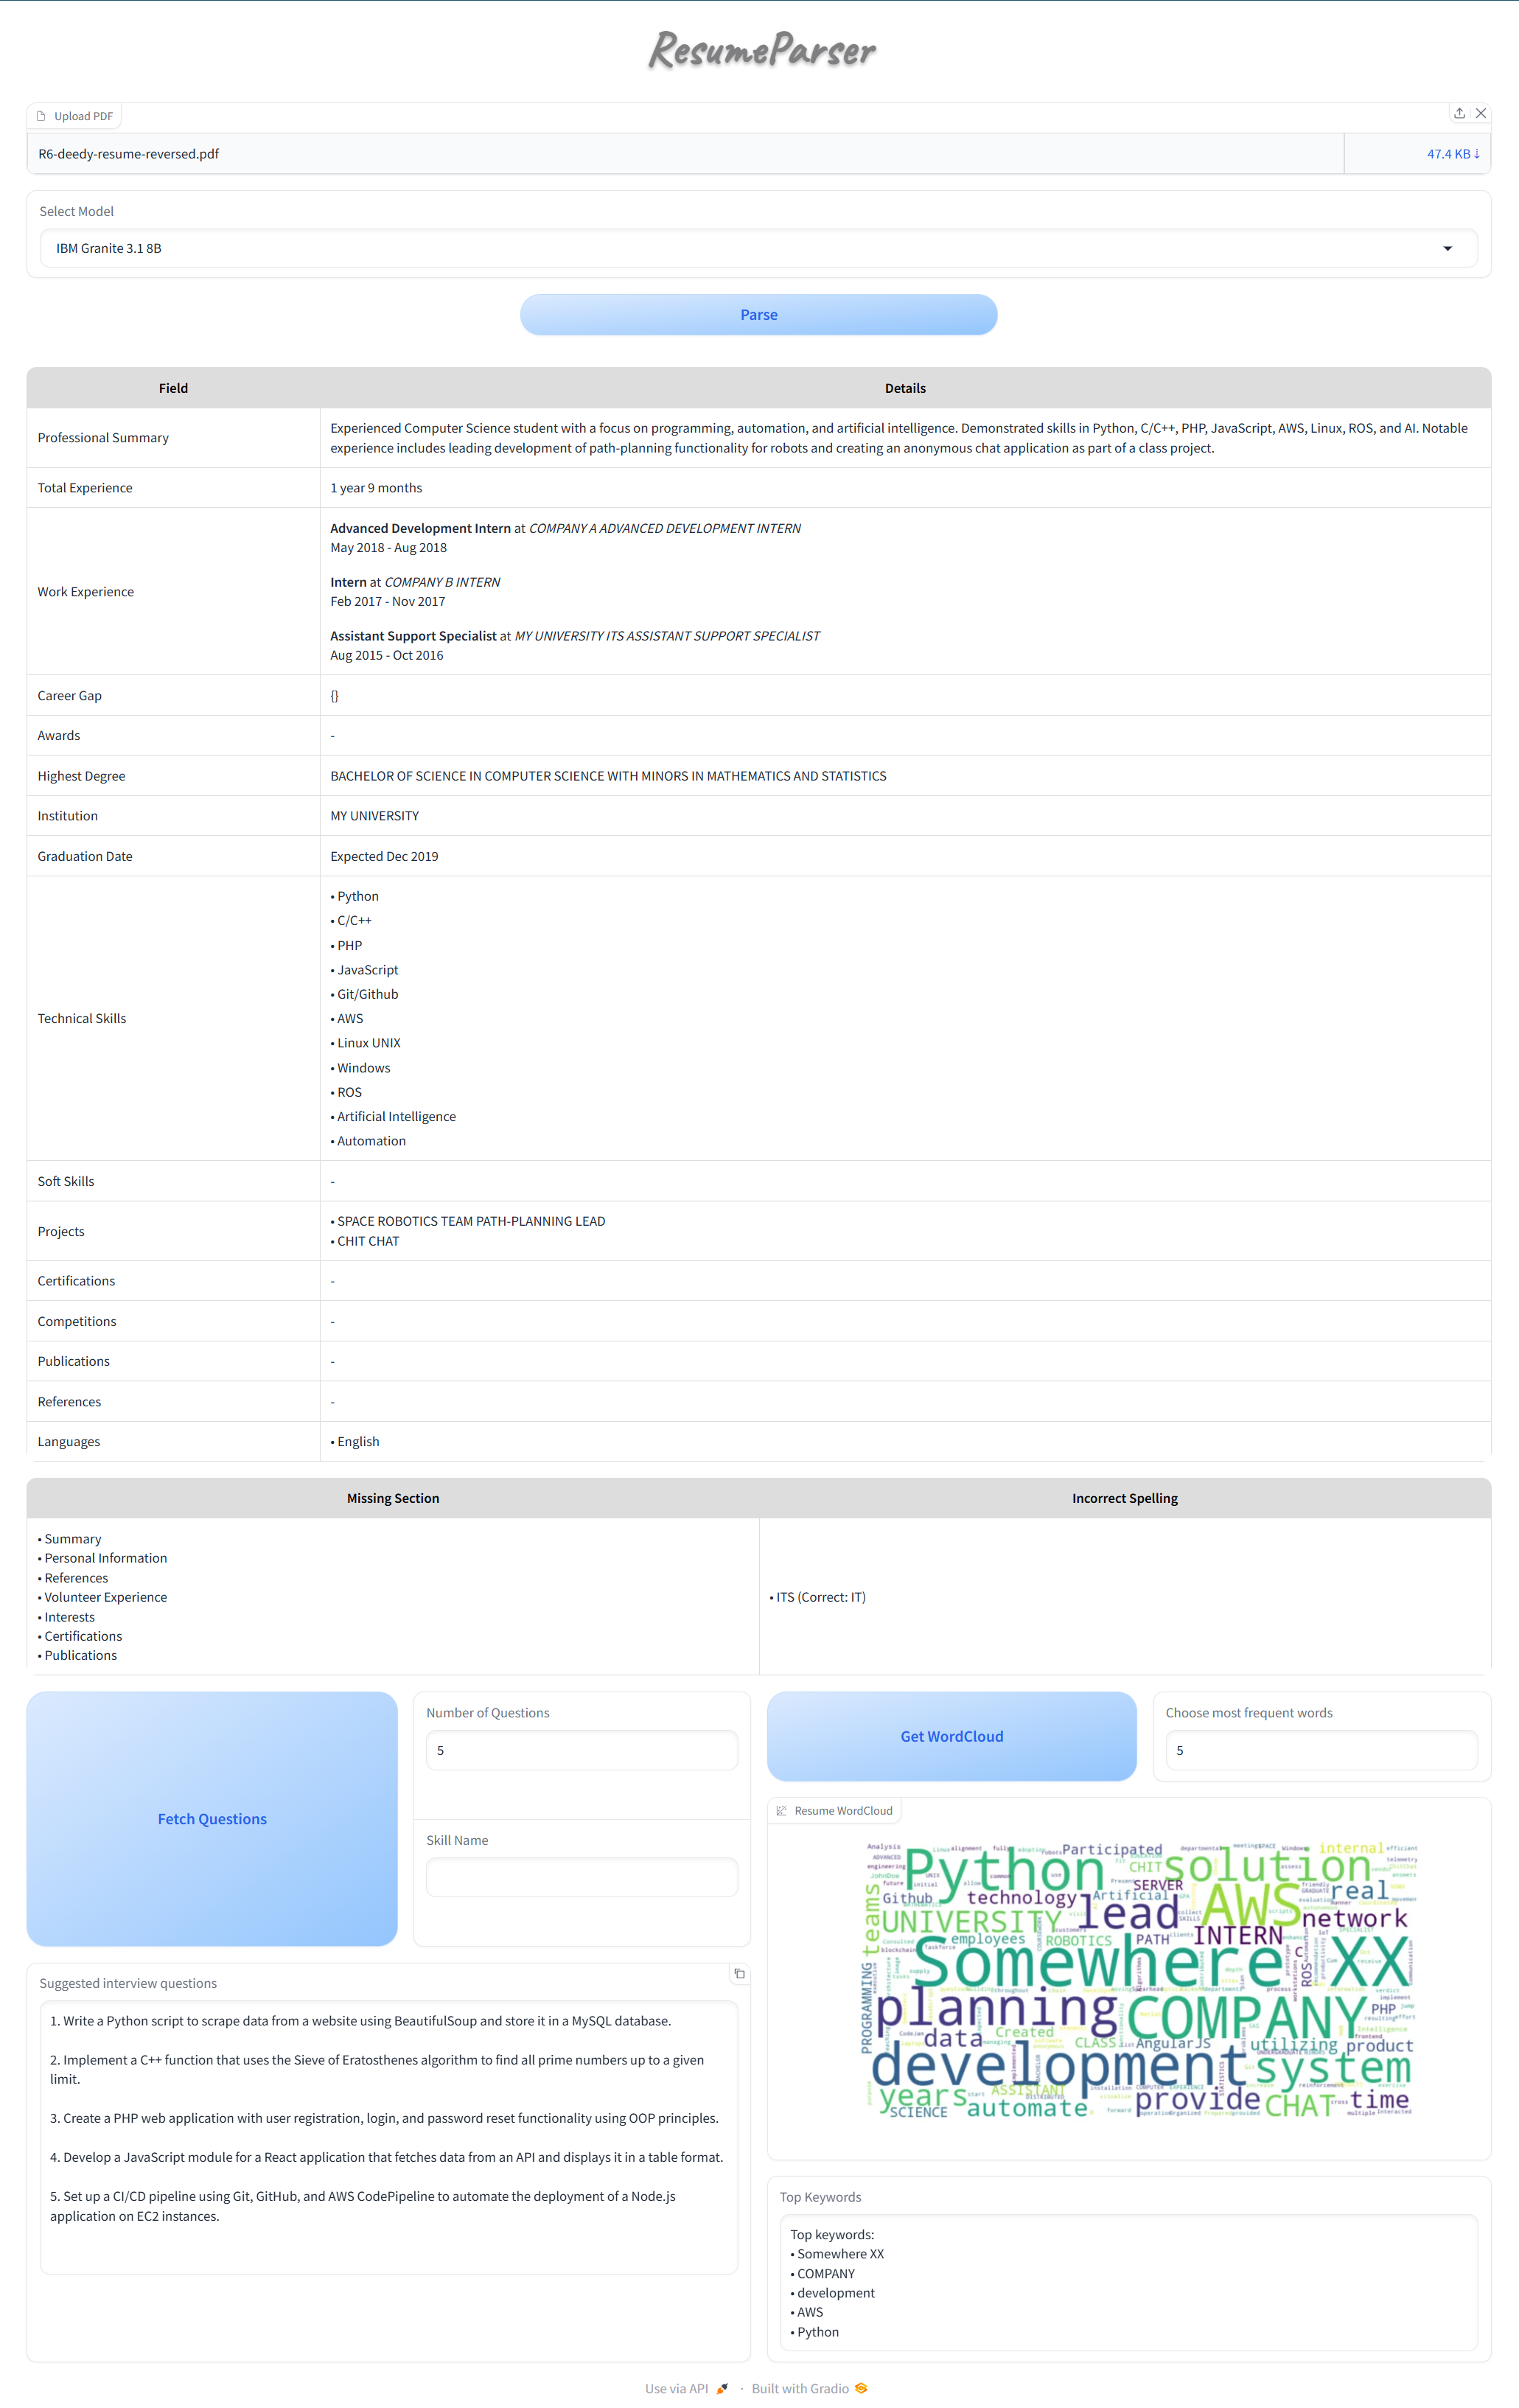 ResumeParser
Upload PDF
R6-deedy-resume-reversed.pdf
47.4 KB ↓
Select Model
IBM Granite 3.1 8B
Parse
Field
Details
Professional Summary
Experienced Computer Science student with a focus on programming, automation, and artificial intelligence. Demonstrated skills in Python, C/C++, PHP, JavaScript, AWS, Linux, ROS, and AI. Notable
experience includes leading development of path-planning functionality for robots and creating an anonymous chat application as part of a class project.
Total Experience
1 year 9 months
Work Experience
Advanced Development Intern at COMPANY A ADVANCED DEVELOPMENT INTERN
May 2018 - Aug 2018
Intern at COMPANY B INTERN
Feb 2017 - Nov 2017
Assistant Support Specialist at MY UNIVERSITY ITS ASSISTANT SUPPORT SPECIALIST
Aug 2015 - Oct 2016
Career Gap
{}
Awards
-
Highest Degree
BACHELOR OF SCIENCE IN COMPUTER SCIENCE WITH MINORS IN MATHEMATICS AND STATISTICS
Institution
MY UNIVERSITY
Graduation Date
Expected Dec 2019
Technical Skills
• Python
• C/C++
• PHP
• JavaScript
• Git/Github
• AWS
• Linux UNIX
• Windows
• ROS
• Artificial Intelligence
• Automation
Soft Skills
-
Projects
• SPACE ROBOTICS TEAM PATH-PLANNING LEAD
• CHIT CHAT
Certifications
-
Competitions
-
Publications
-
References
-
Languages
• English
Missing Section
Incorrect Spelling
• Summary
• Personal Information
• References
• Volunteer Experience
• Interests
• Certifications
• Publications
• ITS (Correct: IT)
Fetch Questions
Number of Questions
5
Skill Name
Get WordCloud
Choose most frequent words
5
Suggested interview questions
1. Write a Python script to scrape data from a website using BeautifulSoup and store it in a MySQL database.
2. Implement a C++ function that uses the Sieve of Eratosthenes algorithm to find all prime numbers up to a given
limit.
3. Create a PHP web application with user registration, login, and password reset functionality using OOP principles.
4. Develop a JavaScript module for a React application that fetches data from an API and displays it in a table format.
5. Set up a CI/CD pipeline using Git, GitHub, and AWS CodePipeline to automate the deployment of a Node.js
application on EC2 instances.
Resume WordCloud
Analysis
Participated
internal
Python
CHIT
solution
SERVER
Github
technology
Artificial
lead
AWS
real
teams
UNIVERSITY
network
employees
ROBOTICS
PATH
INTERN
Somewhere XX
C
ROS
PROGRAMMING
planning
COMPANY
PHP
data
Created
CLASS
AngularJS
utilizing
product
development
system
years
ASSISTANT
SCIENCE
automate
provide
CHAT
time
Top Keywords
Top keywords:
• Somewhere XX
• COMPANY
• development
• AWS
• Python
Use via API
·
Built with Gradio